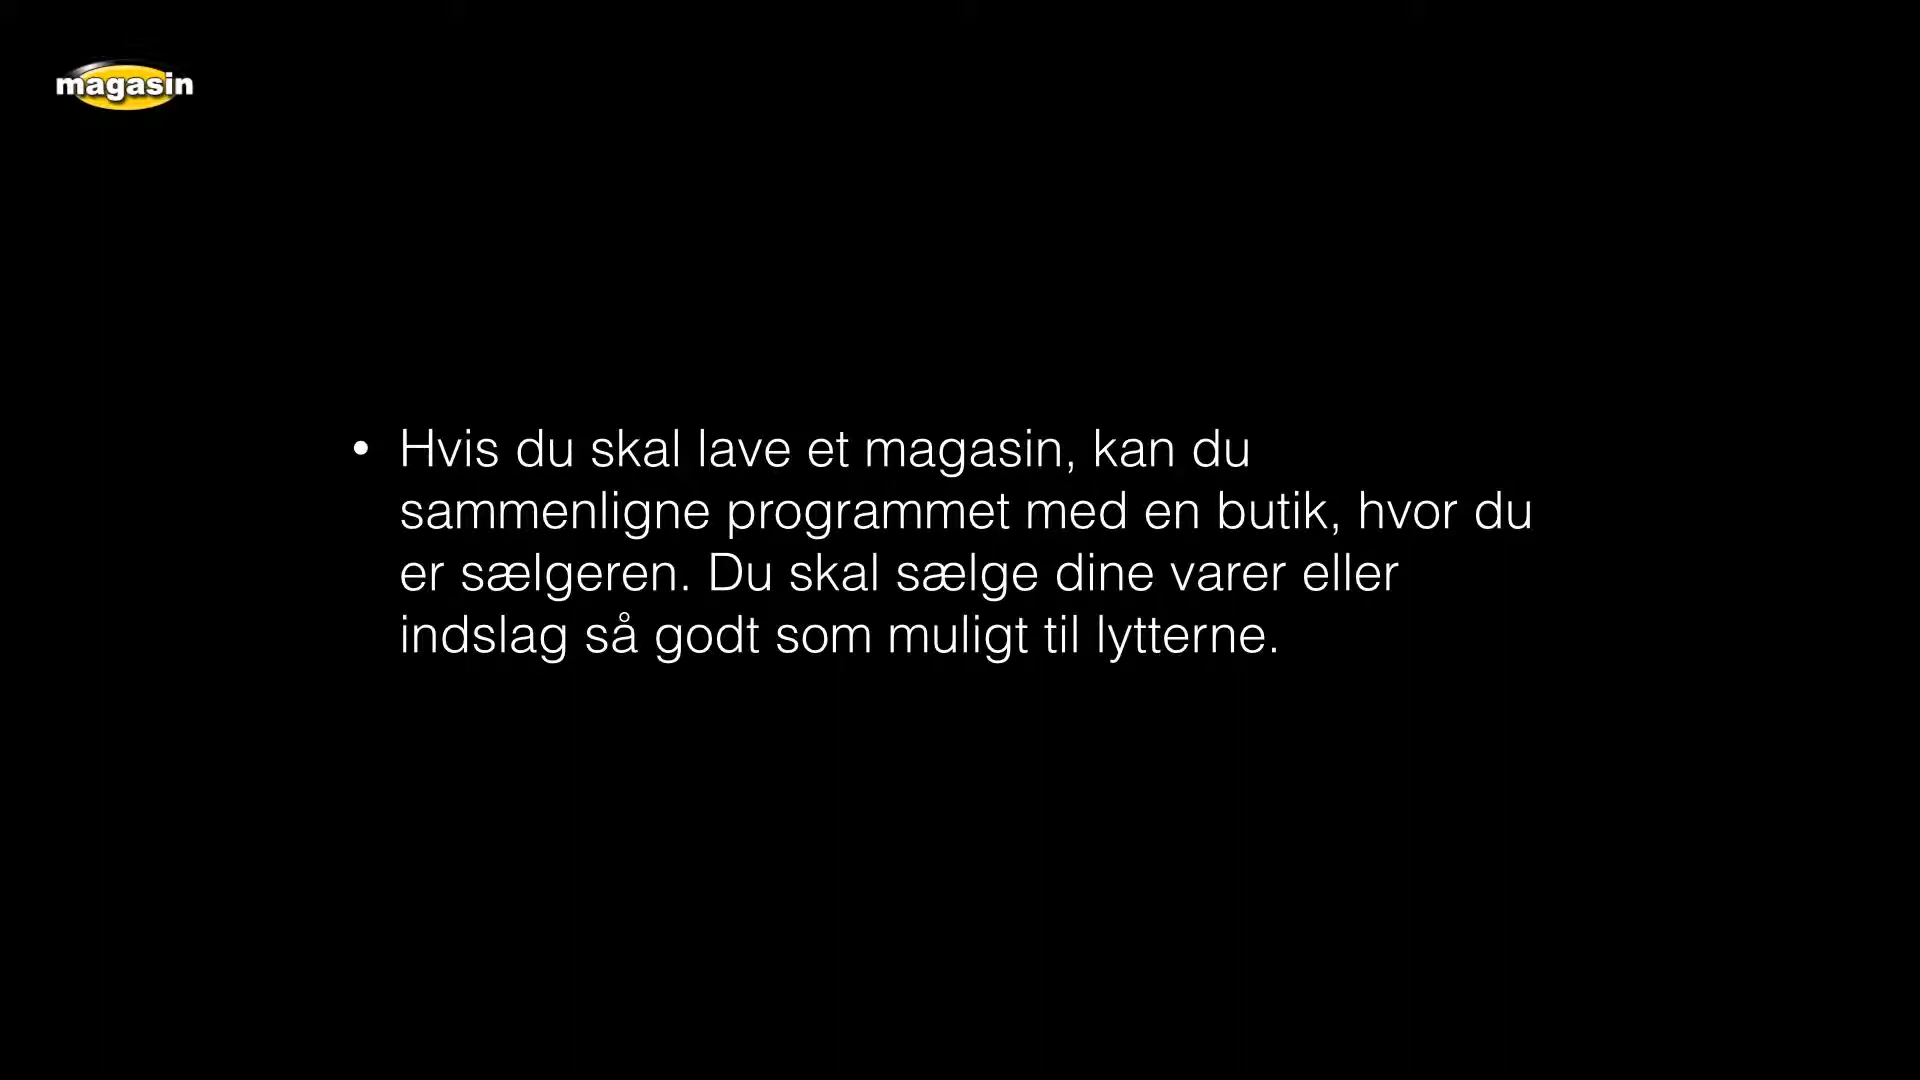 magasin
• Hvis du skal lave et magasin, kan du
sammenligne programmet med en butik, hvor du
er sælgeren. Du skal sælge dine varer eller
indslag så godt som muligt til lytterne.